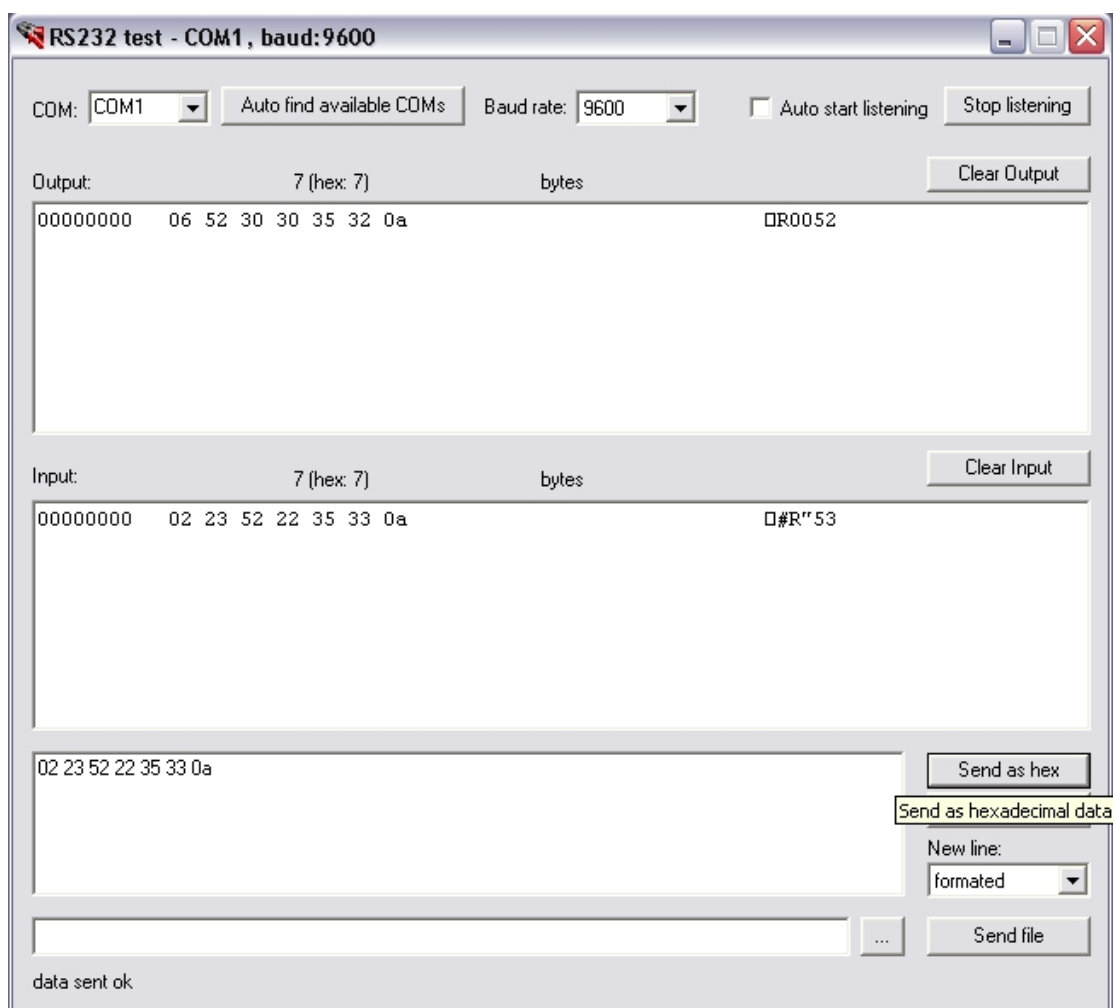 RS232 test - COM1, baud:9600
COM: COM1 Auto find available COMs Baud rate: 9600 Auto start listening Stop listening
Output: 7 (hex: 7) bytes Clear Output
00000000 06 52 30 30 35 32 0a □R0052
Input: 7 (hex: 7) bytes Clear Input
00000000 02 23 52 22 35 33 0a □#R"53
02 23 52 22 35 33 0a Send as hex
Send as hexadecimal data
New line:
formated
... Send file
data sent ok